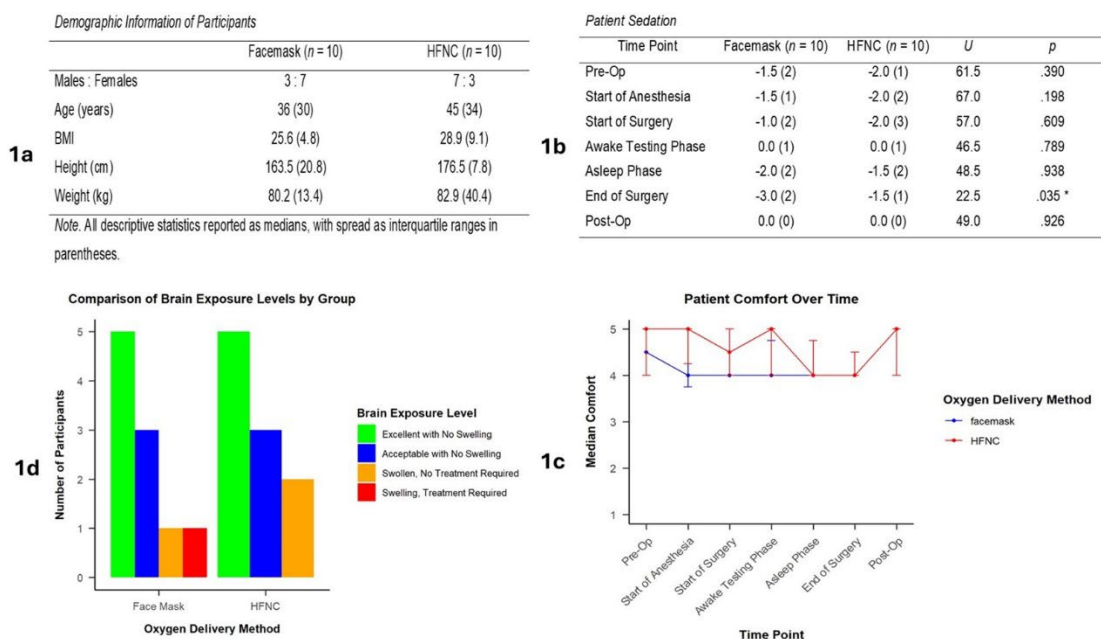 Demographic Information of Participants
Facemask (n = 10) HFNC (n = 10)
Males : Females 3 : 7 7 : 3
Age (years) 36 (30) 45 (34)
BMI 25.6 (4.8) 28.9 (9.1)
Height (cm) 163.5 (20.8) 176.5 (7.8)
Weight (kg) 80.2 (13.4) 82.9 (40.4)
Note. All descriptive statistics reported as medians, with spread as interquartile ranges in
parentheses.
1a
Patient Sedation
Time Point Facemask (n = 10) HFNC (n = 10) U p
Pre-Op -1.5 (2) -2.0 (1) 61.5 .390
Start of Anesthesia -1.5 (1) -2.0 (2) 67.0 .198
Start of Surgery -1.0 (2) -2.0 (3) 57.0 .609
Awake Testing Phase 0.0 (1) 0.0 (1) 46.5 .789
Asleep Phase -2.0 (2) -1.5 (2) 48.5 .938
End of Surgery -3.0 (2) -1.5 (1) 22.5 .035 *
Post-Op 0.0 (0) 0.0 (0) 49.0 .926
1b
Comparison of Brain Exposure Levels by Group
5
4
3
2
1
0
Number of Participants
Face Mask HFNC
Oxygen Delivery Method
Brain Exposure Level
Excellent with No Swelling
Acceptable with No Swelling
Swollen, No Treatment Required
Swelling, Treatment Required
1d
Patient Comfort Over Time
5
4
3
2
1
Median Comfort
Pre-Op
Start of Anesthesia
Start of Surgery
Awake Testing Phase
Asleep Phase
End of Surgery
Post-Op
Time Point
Oxygen Delivery Method
facemask
HFNC
1c